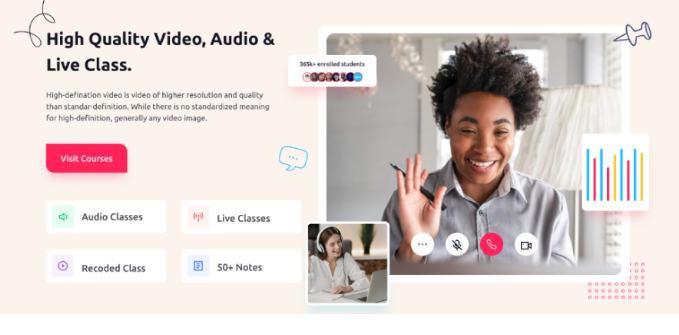 High Quality Video, Audio &
Live Class.
365k+ enrolled students
High-defination video is video of higher resolution and quality
than standar-definition. While there is no standardized meaning
for high-definition, generally any video image.
Visit Courses
Audio Classes
Live Classes
Recoded Class
50+ Notes